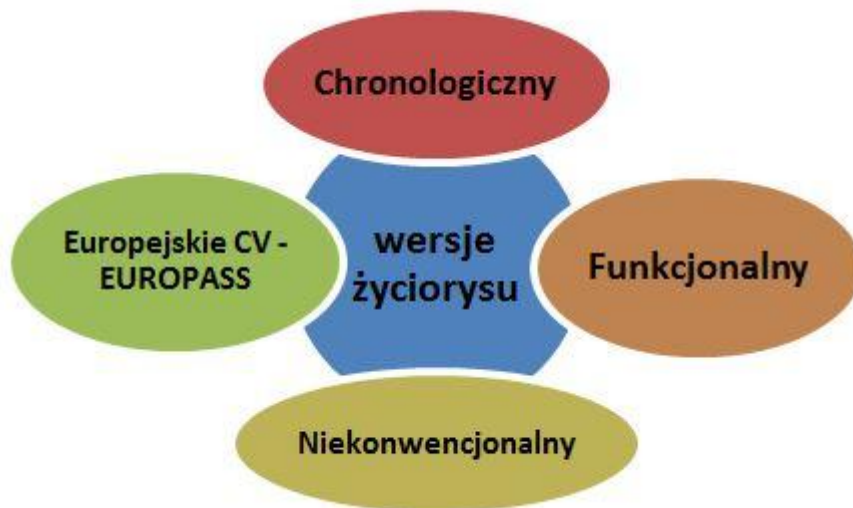 Chronologiczny
Europejskie CV -
EUROPASS
wersje
życiorysu
Funkcjonalny
Niekonwencjonalny